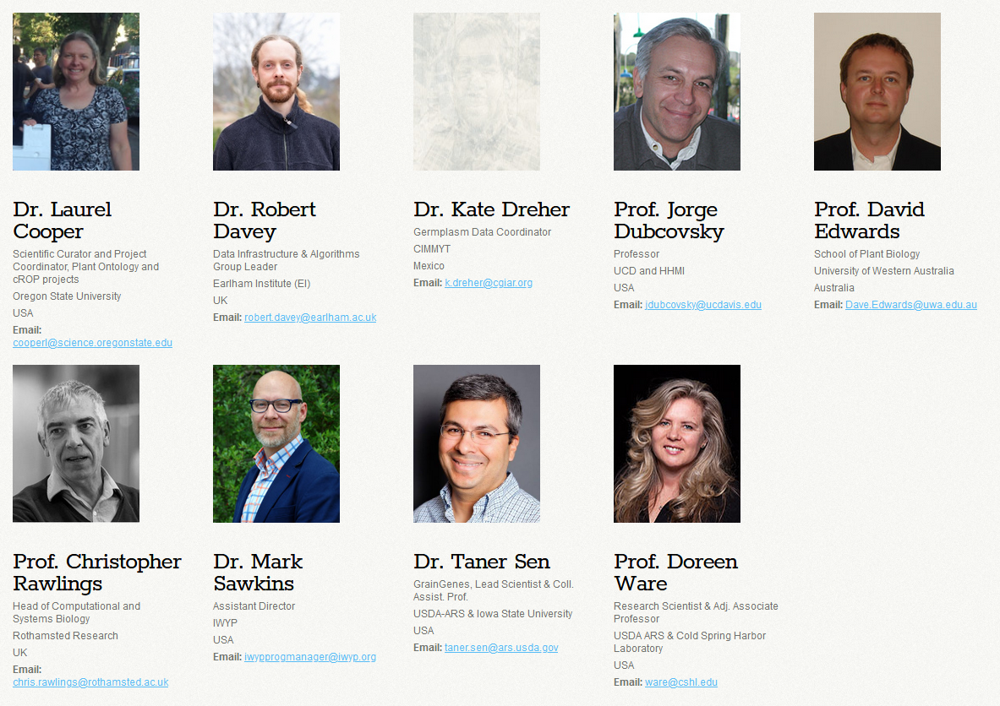 Dr. Laurel
Cooper
Scientific Curator and Project
Coordinator, Plant Ontology and
cROP projects
Oregon State University
USA
Email:
cooperl@science.oregonstate.edu
Dr. Robert
Davey
Data Infrastructure & Algorithms
Group Leader
Earlham Institute (EI)
UK
Email: robert.davey@earlham.ac.uk
Dr. Kate Dreher
Germplasm Data Coordinator
CIMMYT
Mexico
Email: k.dreher@cgiar.org
Prof. Jorge
Dubcovsky
Professor
UCD and HHMI
USA
Email: jdubcovsky@ucdavis.edu
Prof. David
Edwards
School of Plant Biology
University of Western Australia
Australia
Email: Dave.Edwards@uwa.edu.au
Prof. Christopher
Rawlings
Head of Computational and
Systems Biology
Rothamsted Research
UK
Email:
chris.rawlings@rothamsted.ac.uk
Dr. Mark
Sawkins
Assistant Director
IWYP
USA
Email: iwypprogmanager@iwyp.org
Dr. Taner Sen
GrainGenes, Lead Scientist & Coll.
Assist. Prof.
USDA-ARS & Iowa State University
USA
Email: taner.sen@ars.usda.gov
Prof. Doreen
Ware
Research Scientist & Adj. Associate
Professor
USDA ARS & Cold Spring Harbor
Laboratory
USA
Email: ware@cshl.edu